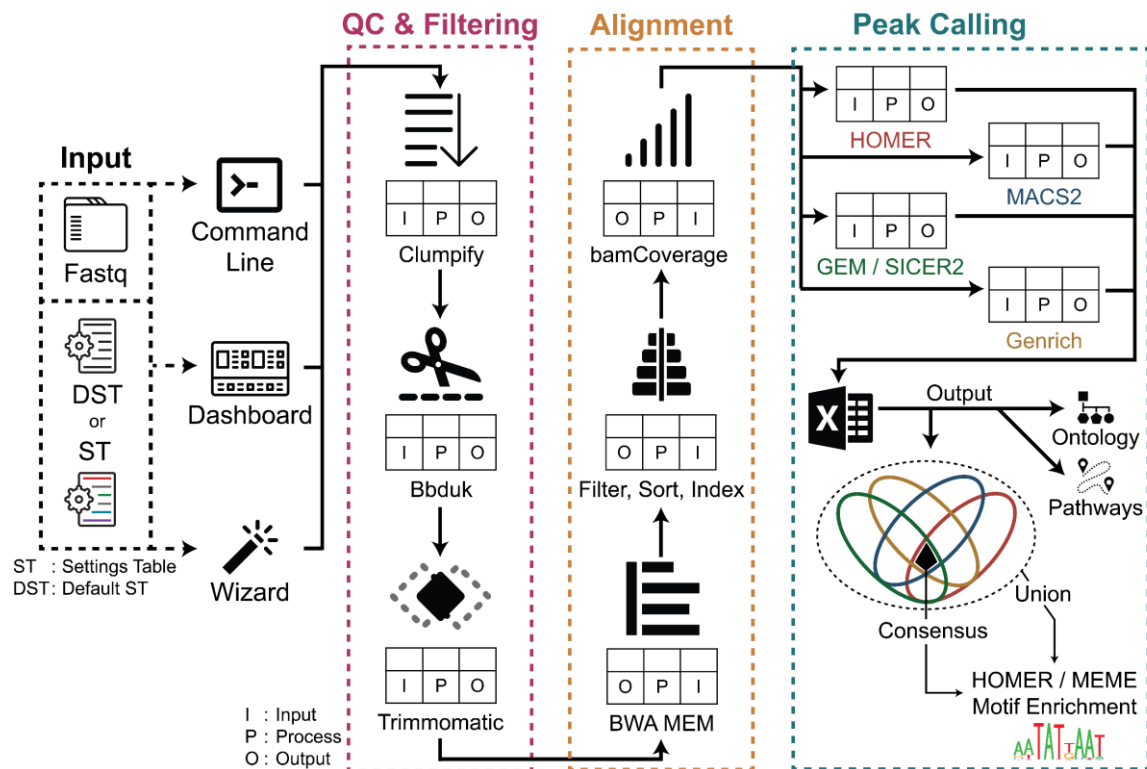 Input
Fastq
DST
or
ST
ST : Settings Table
DST: Default ST
>-
Command
Line
Dashboard
Wizard
QC & Filtering
I P O
Clumpify
I P O
Bbduk
I P O
Trimmomatic
I : Input
P : Process
O : Output
Alignment
O P I
bamCoverage
O P I
Filter, Sort, Index
O P I
BWA MEM
Peak Calling
I P O
HOMER
I P O
MACS2
I P O
GEM / SICER2
I P O
Genrich
X
Output
Ontology
Pathways
Union
Consensus
HOMER / MEME
Motif Enrichment